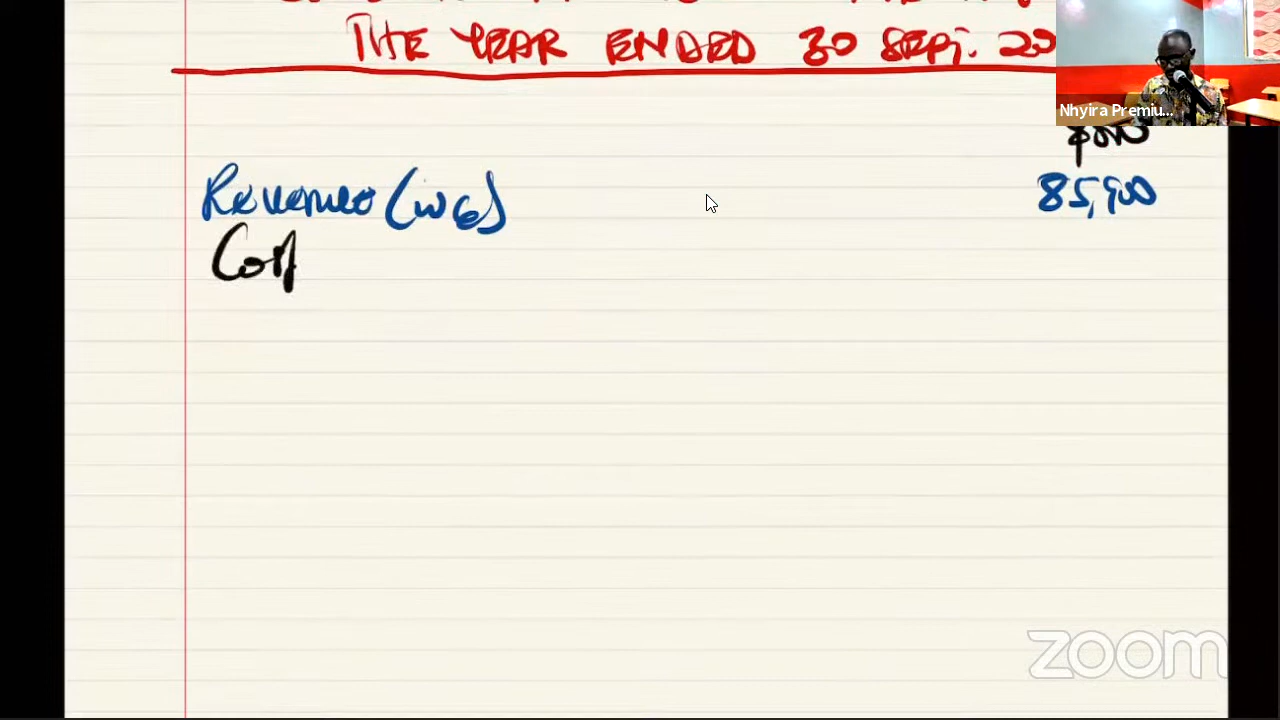 THE YEAR ENDED 30 SEPT. 20
Nhyira Premiu...
$000
Revenue (w6) 85,900
Cost
zoom